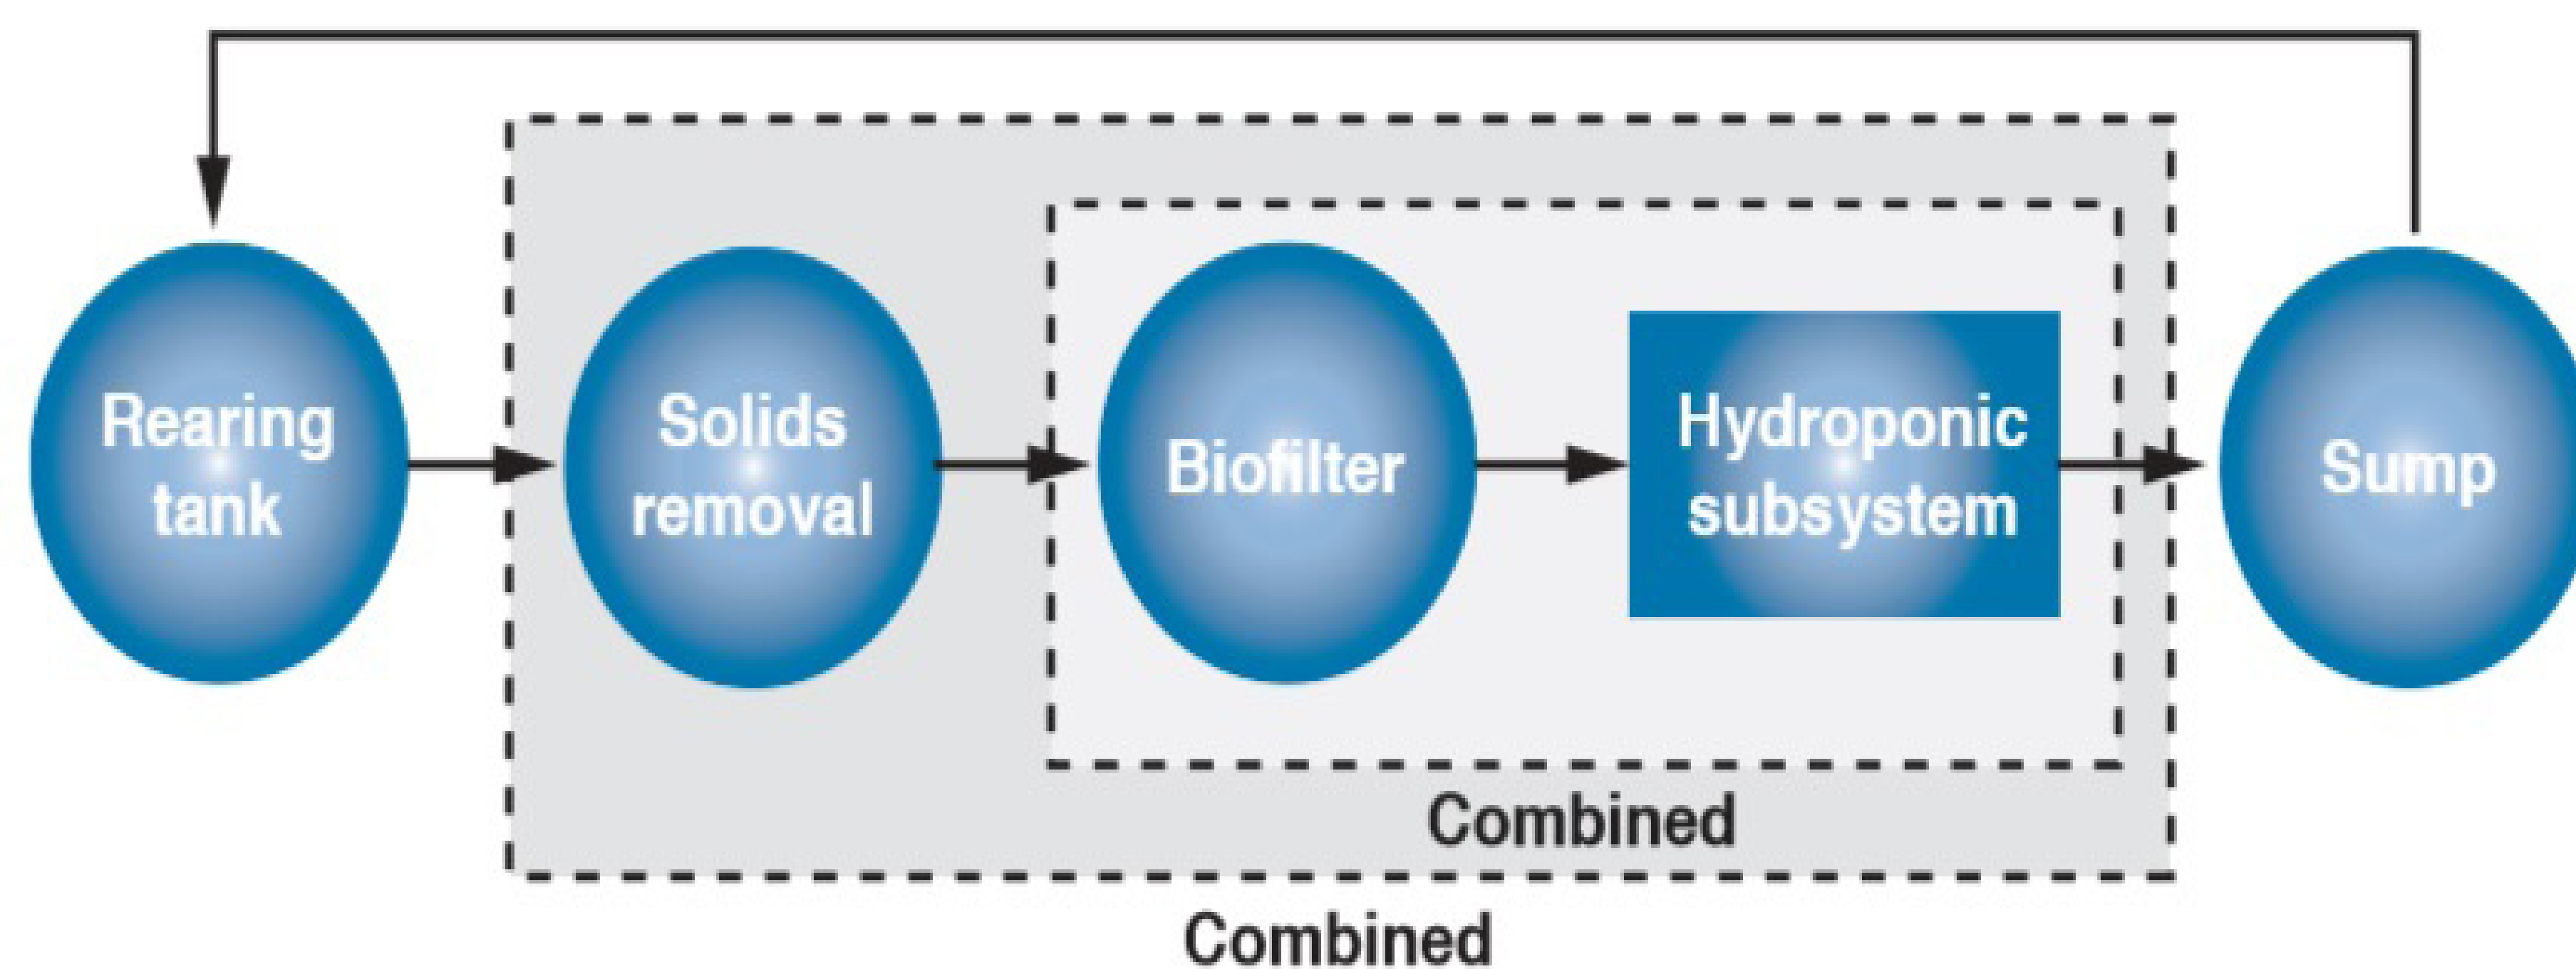 Rearing
tank
Solids
removal
Biofilter
Hydroponic
subsystem
Sump
Combined
Combined